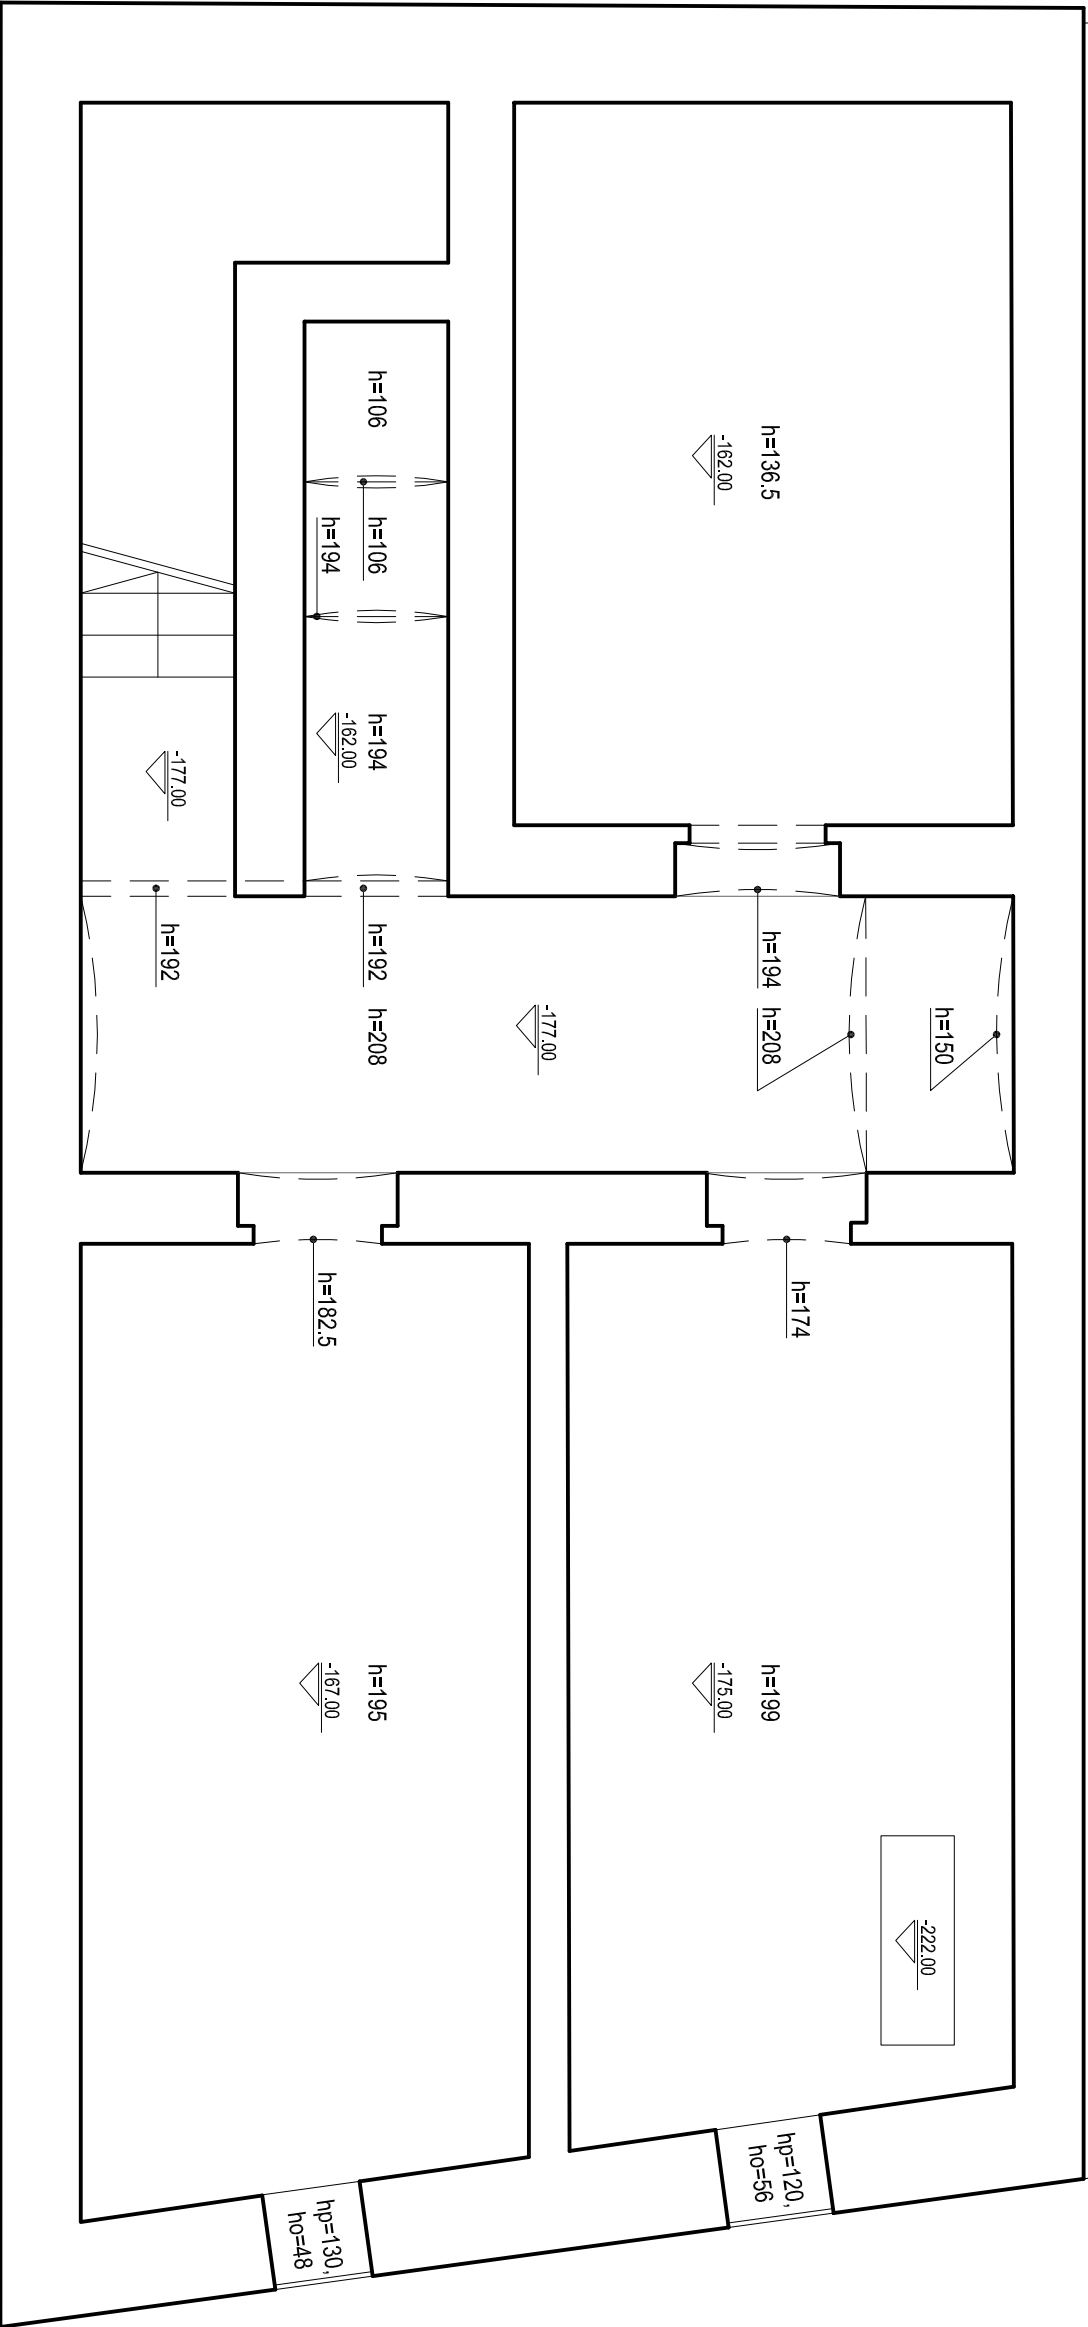 h=136.5
-162.00
h=106
h=106
h=194
h=194
-162.00
-177.00
h=192
h=192
h=208
-177.00
h=194
h=208
h=150
h=182.5
h=174
h=195
-167.00
h=199
-175.00
-222.00
hp=120,
ho=56
hp=130,
ho=48